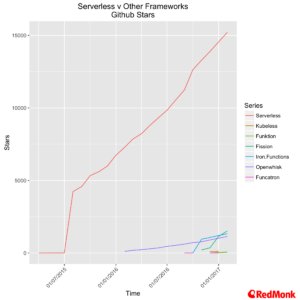 Serverless v Other Frameworks
Github Stars
15000
10000
5000
0
Stars
01/07/2015
01/01/2016
01/07/2016
01/01/2017
Time
Series
Serverless
Kubeless
Funktion
Fission
Iron.Functions
Openwhisk
Funcatron
RedMonk